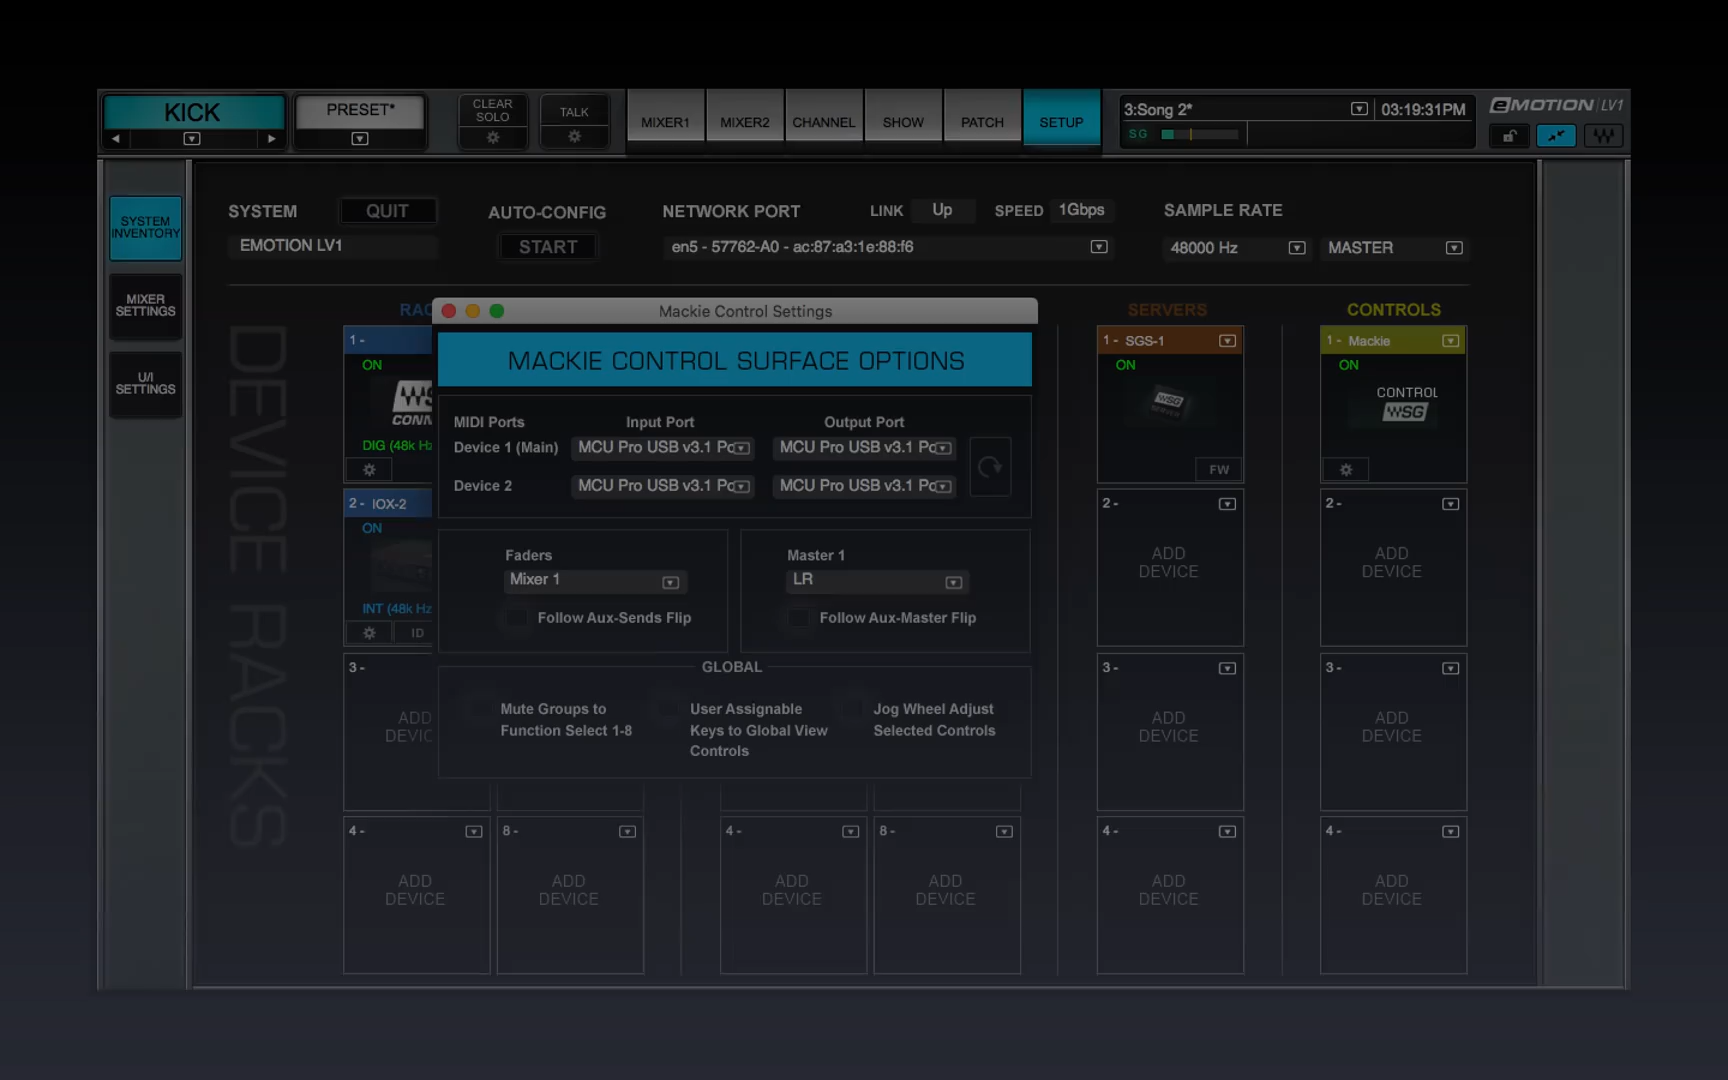 KICK
PRESET*
CLEAR
SOLO
TALK
MIXER1
MIXER2
CHANNEL
SHOW
PATCH
SETUP
3:Song 2*
03:19:31PM
SG
eMOTION LV1
SYSTEM
INVENTORY
MIXER
SETTINGS
U/I
SETTINGS
SYSTEM
QUIT
EMOTION LV1
AUTO-CONFIG
START
NETWORK PORT
LINK
Up
SPEED
1Gbps
en5 - 57762-A0 - ac:87:a3:1e:88:f6
SAMPLE RATE
48000 Hz
MASTER
DEVICE RACKS
RAC
1 -
ON
CONN
DIG (48k Hz
2 - IOX-2
ON
INT (48k Hz
ID
3 -
ADD
DEVIC
4 -
ADD
DEVICE
8 -
ADD
DEVICE
4 -
ADD
DEVICE
8 -
ADD
DEVICE
Mackie Control Settings
MACKIE CONTROL SURFACE OPTIONS
MIDI Ports
Input Port
Output Port
Device 1 (Main)
MCU Pro USB v3.1 Po
MCU Pro USB v3.1 Po
Device 2
MCU Pro USB v3.1 Po
MCU Pro USB v3.1 Po
Faders
Mixer 1
Follow Aux-Sends Flip
Master 1
LR
Follow Aux-Master Flip
GLOBAL
Mute Groups to
Function Select 1-8
User Assignable
Keys to Global View
Controls
Jog Wheel Adjust
Selected Controls
SERVERS
1 - SGS-1
ON
WSG
SERVER
FW
2 -
ADD
DEVICE
3 -
ADD
DEVICE
4 -
ADD
DEVICE
CONTROLS
1 - Mackie
ON
CONTROL
WSG
2 -
ADD
DEVICE
3 -
ADD
DEVICE
4 -
ADD
DEVICE